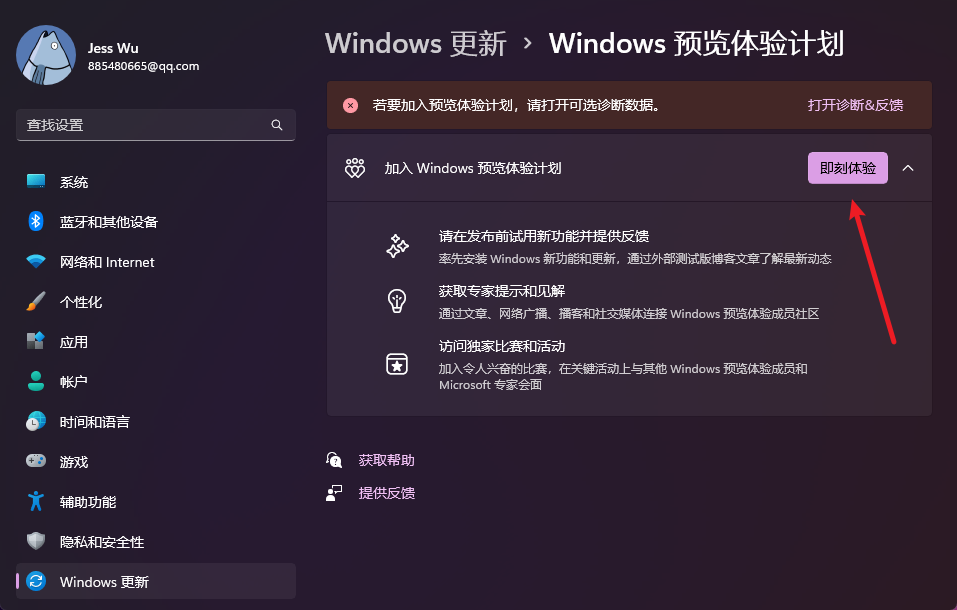 Jess Wu
885480665@qq.com
查找设置
系统
蓝牙和其他设备
网络和 Internet
个性化
应用
帐户
时间和语言
游戏
辅助功能
隐私和安全性
Windows 更新
Windows 更新 › Windows 预览体验计划
若要加入预览体验计划，请打开可选诊断数据。 打开诊断&反馈
加入 Windows 预览体验计划 即刻体验
请在发布前试用新功能并提供反馈
率先安装 Windows 新功能和更新，通过外部测试版博客文章了解最新动态
获取专家提示和见解
通过文章、网络广播、播客和社交媒体连接 Windows 预览体验成员社区
访问独家比赛和活动
加入令人兴奋的比赛，在关键活动上与其他 Windows 预览体验成员和
Microsoft 专家会面
获取帮助
提供反馈